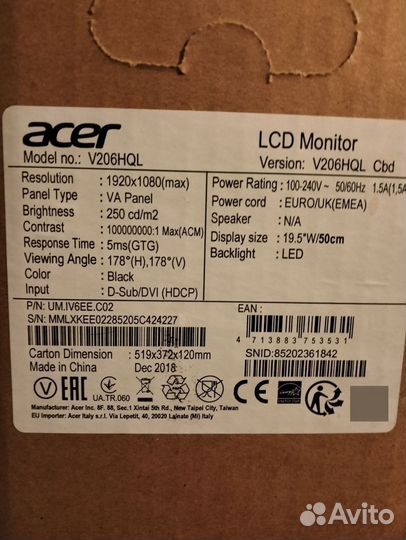 acer
LCD Monitor
Model no.: V206HQL
Version: V206HQL Cbd
Resolution : 1920x1080(max)
Panel Type : VA Panel
Brightness : 250 cd/m2
Contrast : 100000000:1 Max(ACM)
Response Time : 5ms(GTG)
Viewing Angle : 178°(H),178°(V)
Color : Black
Input : D-Sub/DVI (HDCP)
Power Rating : 100-240V~ 50/60Hz 1.5A(1,5A
Power cord : EURO/UK(EMEA)
Speaker : N/A
Display size : 19.5"W/50cm
Backlight : LED
P/N: UM.IV6EE.C02
S/N: MMLXKEE02285205C424227
EAN :
4 713883 753531
SNID:85202361842
Carton Dimension : 519x372x120mm
Made in China Dec 2018
EAC
UA.TR.060
Manufacturer: Acer Inc. 8F. 88, Sec.1 Xintai 5th Rd., New Taipei City, Taiwan
EU Importer: Acer Italy s.r.l. Via Lepetit, 40, 20020 Lainate (MI) Italy
Avito